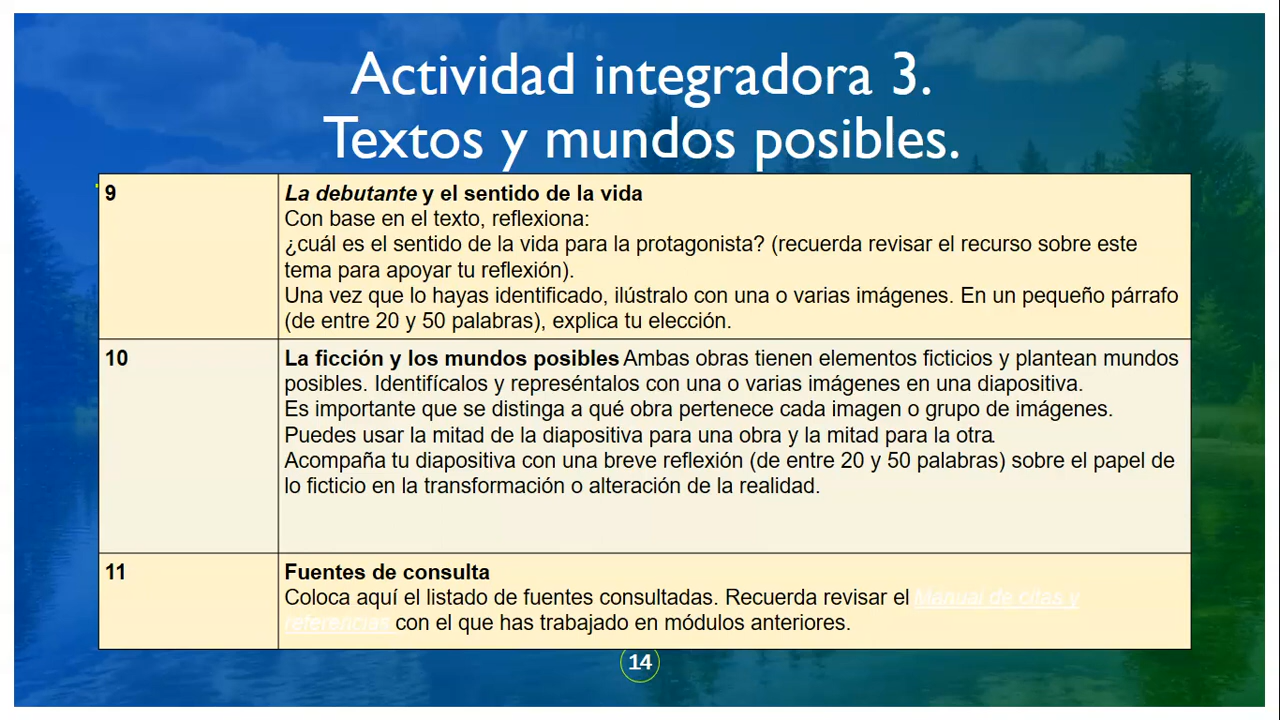 Actividad integradora 3.
Textos y mundos posibles.
9
La debutante y el sentido de la vida
Con base en el texto, reflexiona:
¿cuál es el sentido de la vida para la protagonista? (recuerda revisar el recurso sobre este
tema para apoyar tu reflexión).
Una vez que lo hayas identificado, ilústralo con una o varias imágenes. En un pequeño párrafo
(de entre 20 y 50 palabras), explica tu elección.
10
La ficción y los mundos posibles Ambas obras tienen elementos ficticios y plantean mundos
posibles. Identifícalos y represéntalos con una o varias imágenes en una diapositiva.
Es importante que se distinga a qué obra pertenece cada imagen o grupo de imágenes.
Puedes usar la mitad de la diapositiva para una obra y la mitad para la otra.
Acompaña tu diapositiva con una breve reflexión (de entre 20 y 50 palabras) sobre el papel de
lo ficticio en la transformación o alteración de la realidad.
11
Fuentes de consulta
Coloca aquí el listado de fuentes consultadas. Recuerda revisar el Manual de citas y
referencias con el que has trabajado en módulos anteriores.
14